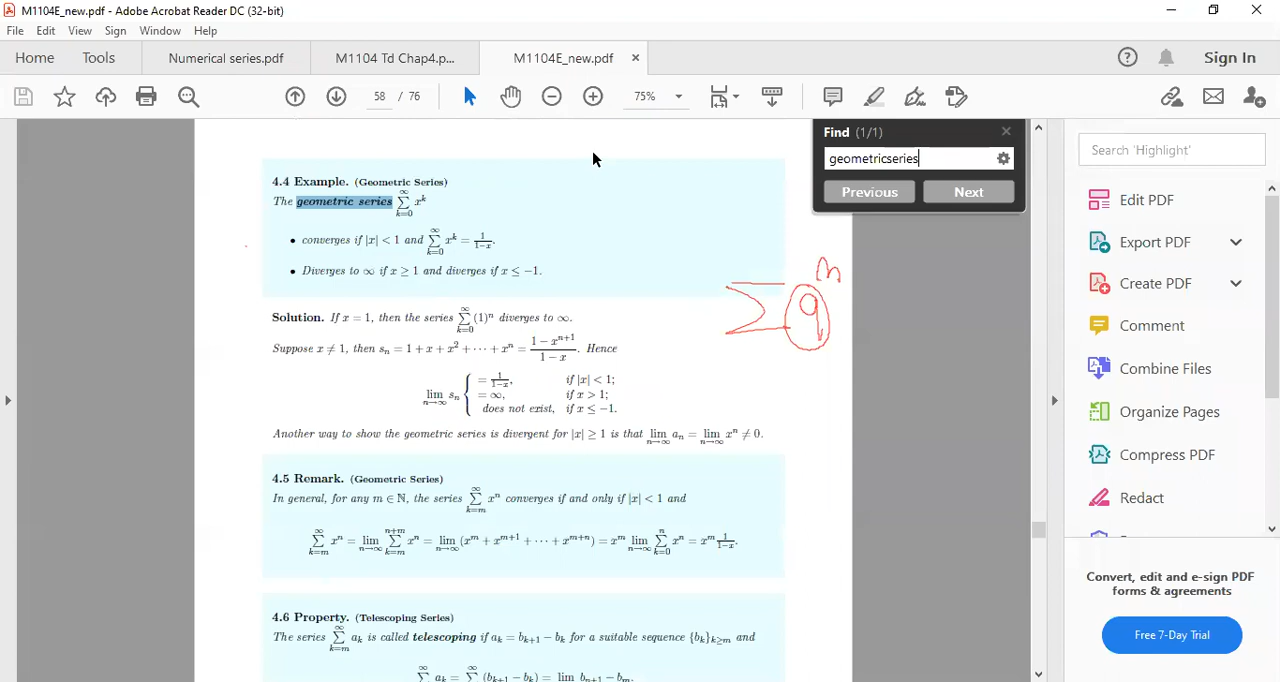 M1104E_new.pdf - Adobe Acrobat Reader DC (32-bit)
File Edit View Sign Window Help
Home Tools Numerical series.pdf M1104 Td Chap4.p... M1104E_new.pdf × Sign In
58 / 76 75%
Find (1/1)
geometricseries
Previous Next
4.4 Example. (Geometric Series)
The geometric series ∑_{k=0}^{∞} x^k
• converges if |x| < 1 and ∑_{k=0}^{∞} x^k = 1/(1−x).
• Diverges to ∞ if x ≥ 1 and diverges if x ≤ −1.
∑q^n
Solution. If x = 1, then the series ∑_{k=0}^{∞} (1)^n diverges to ∞.
Suppose x ≠ 1, then s_n = 1 + x + x^2 + ⋯ + x^n = (1 − x^{n+1})/(1 − x). Hence
lim_{n→∞} s_n { = 1/(1−x), if |x| < 1;
= ∞, if x > 1;
does not exist, if x ≤ −1.
Another way to show the geometric series is divergent for |x| ≥ 1 is that lim_{n→∞} a_n = lim_{n→∞} x^n ≠ 0.
4.5 Remark. (Geometric Series)
In general, for any m ∈ ℕ, the series ∑_{k=m}^{∞} x^n converges if and only if |x| < 1 and
∑_{k=m}^{∞} x^n = lim_{n→∞} ∑_{k=m}^{n+m} x^n = lim_{n→∞} (x^m + x^{m+1} + ⋯ + x^{m+n}) = x^m lim_{n→∞} ∑_{k=0}^{n} x^n = x^m 1/(1−x).
4.6 Property. (Telescoping Series)
The series ∑_{k=m}^{∞} a_k is called telescoping if a_k = b_{k+1} − b_k for a suitable sequence {b_k}_{k≥m} and
∑^{∞} a_k = ∑^{∞} (b_{k+1} − b_k) = lim b_{n+1} − b_m.
Search 'Highlight'
Edit PDF
Export PDF
Create PDF
Comment
Combine Files
Organize Pages
Compress PDF
Redact
Convert, edit and e-sign PDF
forms & agreements
Free 7-Day Trial